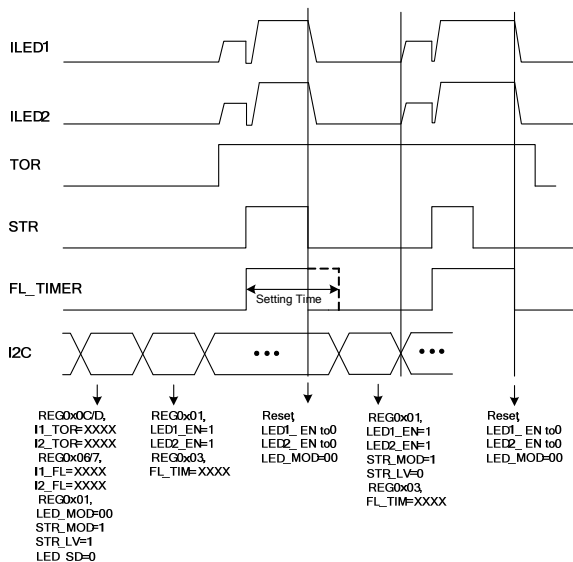 ILED1
ILED2
TOR
STR
FL_TIMER
Setting Time
I2C
•••
•••
REG0x0C/D,
I1_TOR=XXXX
I2_TOR=XXXX
REG0x06/7,
I1_FL=XXXX
I2_FL=XXXX
REG0x01,
LED_MOD=00
STR_MOD=1
STR_LV=1
LED_SD=0
REG0x01,
LED1_EN=1
LED2_EN=1
REG0x03,
FL_TIM=XXXX
Reset,
LED1_ EN to0
LED2_ EN to0
LED_MOD=00
REG0x01,
LED1_EN=1
LED2_EN=1
STR_MOD=1
STR_LV=0
REG0x03,
FL_TIM=XXXX
Reset,
LED1_ EN to0
LED2_ EN to0
LED_MOD=00